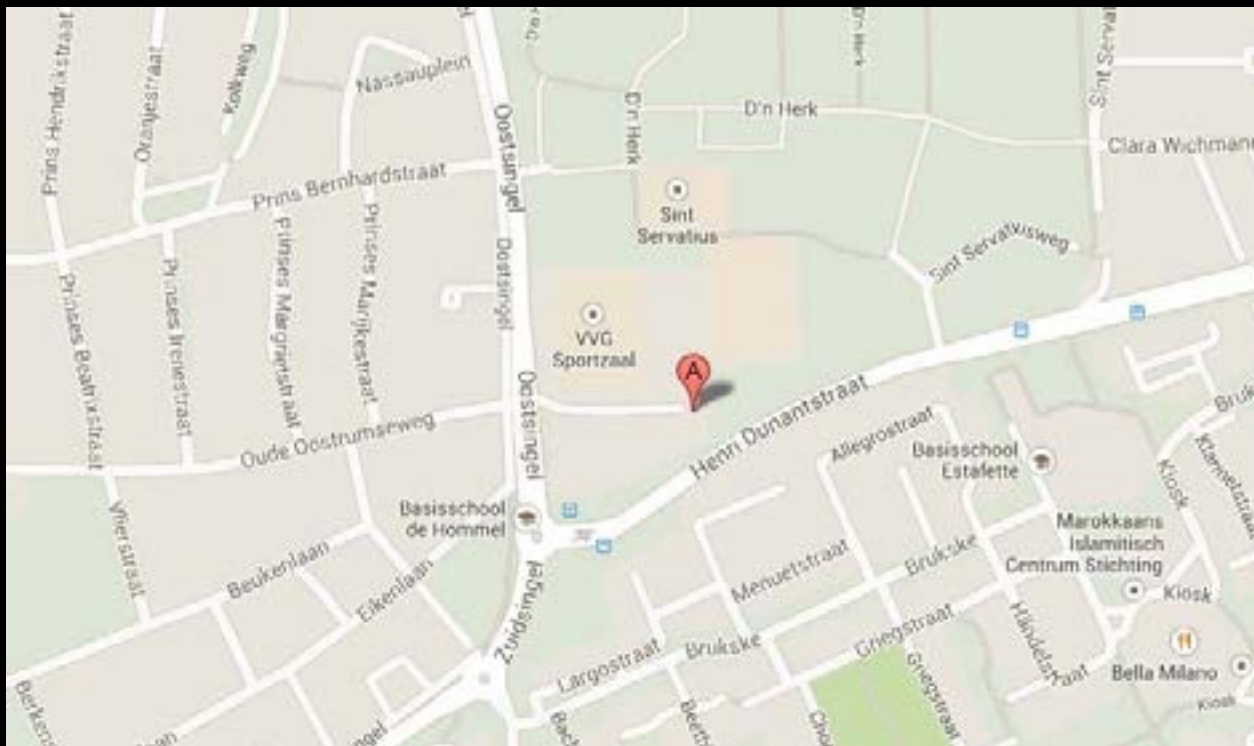 Prins Hendrikstraat
Oranjestraat
Kolkweg
Nassauplein
Oostsingel
D'n Herk
D'n Herk
D'n Herk
Clara Wichmann
Prins Bernhardstraat
Sint
Servatius
Sint Servatiusweg
Prinses Beatrixstraat
Prinses Irenestraat
Prinses Margrietstraat
Prinses Marijkestraat
Oostsingel
VVG
Sportzaal
A
Oostsingel
Henri Dunantstraat
Oude Oostrumseweg
Allegrostraat
Basisschool
Estafette
Kiosk
Basisschool
de Hommel
Marokkaans
Islamitisch
Centrum Stichting
Vlierstraat
Beukenlaan
Eikenlaan
Zuidsingel
Menuetstraat
Brukske
Kiosk
Händelstraat
Griegstraat
Largostraat
Brukske
Griegstraat
Bella Milano
Kiosk